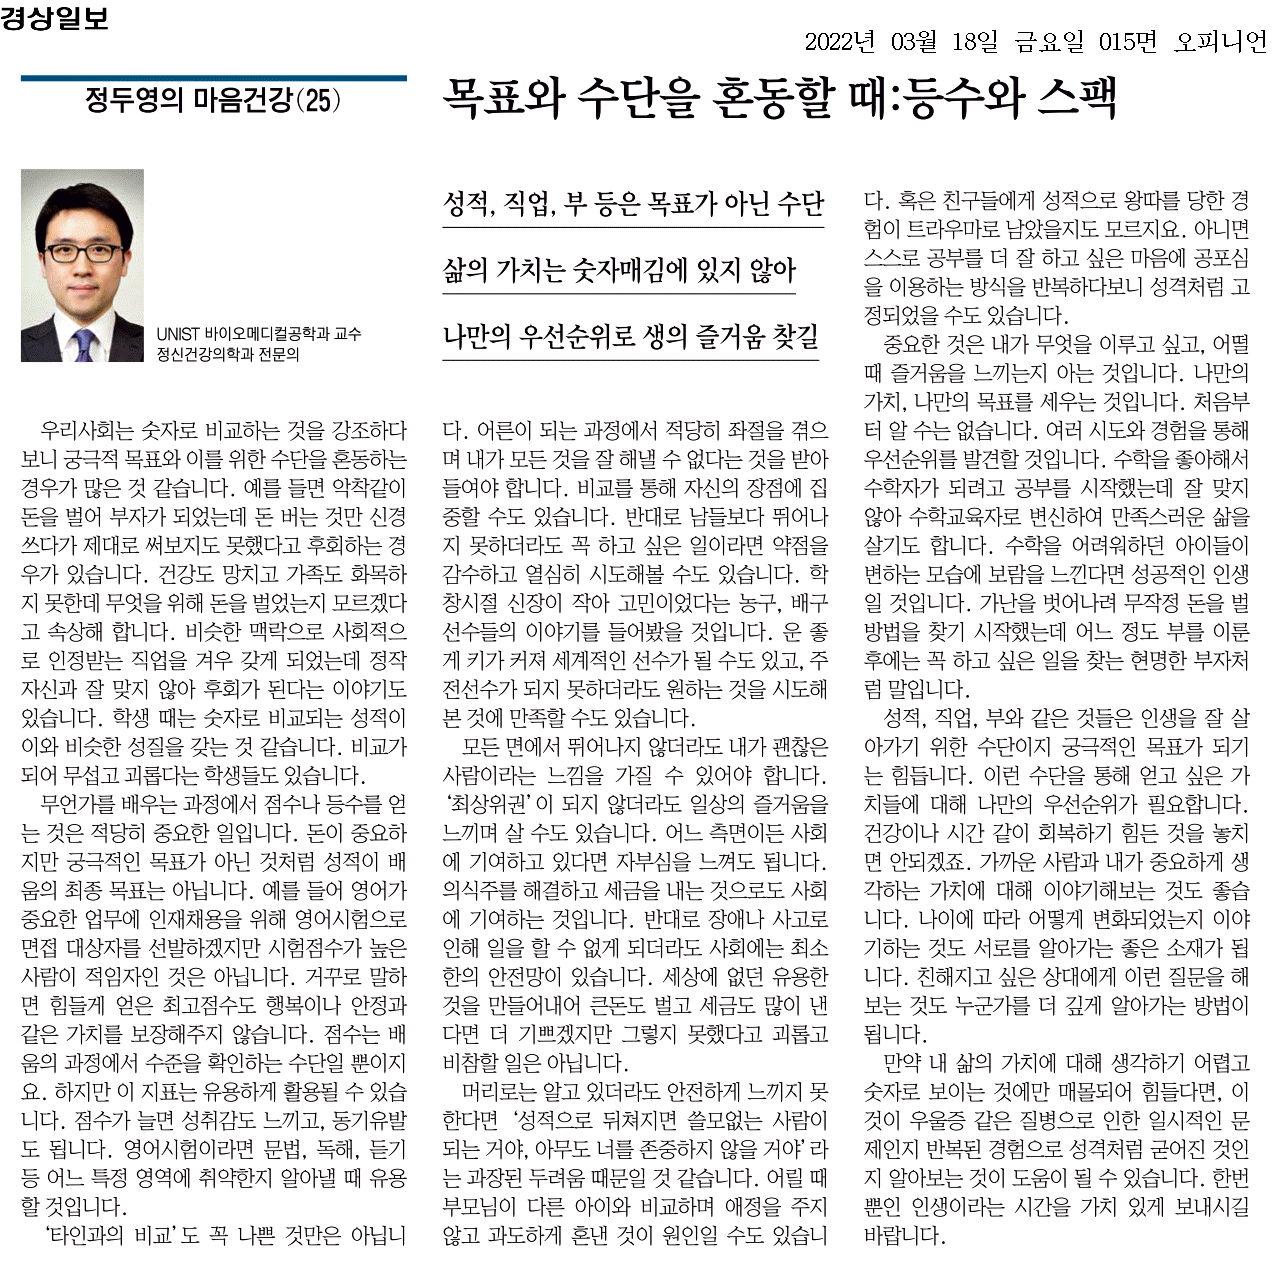 경상일보
2022년 03월 18일 금요일 015면 오피니언
정두영의 마음건강(25)
목표와 수단을 혼동할 때:등수와 스팩
UNIST 바이오메디컬공학과 교수
정신건강의학과 전문의
성적, 직업, 부 등은 목표가 아닌 수단
삶의 가치는 숫자매김에 있지 않아
나만의 우선순위로 생의 즐거움 찾길
우리사회는 숫자로 비교하는 것을 강조하다
보니 궁극적 목표와 이를 위한 수단을 혼동하는
경우가 많은 것 같습니다. 예를 들면 악착같이
돈을 벌어 부자가 되었는데 돈 버는 것만 신경
쓰다가 제대로 써보지도 못했다고 후회하는 경
우가 있습니다. 건강도 망치고 가족도 화목하
지 못한데 무엇을 위해 돈을 벌었는지 모르겠다
고 속상해 합니다. 비슷한 맥락으로 사회적으
로 인정받는 직업을 겨우 갖게 되었는데 정작
자신과 잘 맞지 않아 후회가 된다는 이야기도
있습니다. 학생 때는 숫자로 비교되는 성적이
이와 비슷한 성질을 갖는 것 같습니다. 비교가
되어 무섭고 괴롭다는 학생들도 있습니다.
무언가를 배우는 과정에서 점수나 등수를 얻
는 것은 적당히 중요한 일입니다. 돈이 중요하
지만 궁극적인 목표가 아닌 것처럼 성적이 배
움의 최종 목표는 아닙니다. 예를 들어 영어가
중요한 업무에 인재채용을 위해 영어시험으로
면접 대상자를 선발하겠지만 시험점수가 높은
사람이 적임자인 것은 아닙니다. 거꾸로 말하
면 힘들게 얻은 최고점수도 행복이나 안정과
같은 가치를 보장해주지 않습니다. 점수는 배
움의 과정에서 수준을 확인하는 수단일 뿐이지
요. 하지만 이 지표는 유용하게 활용될 수 있습
니다. 점수가 늘면 성취감도 느끼고, 동기유발
도 됩니다. 영어시험이라면 문법, 독해, 듣기
등 어느 특정 영역에 취약한지 알아낼 때 유용
할 것입니다.
‘타인과의 비교’도 꼭 나쁜 것만은 아닙니
다. 어른이 되는 과정에서 적당히 좌절을 겪으
며 내가 모든 것을 잘 해낼 수 없다는 것을 받아
들여야 합니다. 비교를 통해 자신의 장점에 집
중할 수도 있습니다. 반대로 남들보다 뛰어나
지 못하더라도 꼭 하고 싶은 일이라면 약점을
감수하고 열심히 시도해볼 수도 있습니다. 학
창시절 신장이 작아 고민이었다는 농구, 배구
선수들의 이야기를 들어봤을 것입니다. 운 좋
게 키가 커져 세계적인 선수가 될 수도 있고, 주
전선수가 되지 못하더라도 원하는 것을 시도해
본 것에 만족할 수도 있습니다.
모든 면에서 뛰어나지 않더라도 내가 괜찮은
사람이라는 느낌을 가질 수 있어야 합니다.
‘최상위권’이 되지 않더라도 일상의 즐거움을
느끼며 살 수도 있습니다. 어느 측면이든 사회
에 기여하고 있다면 자부심을 느껴도 됩니다.
의식주를 해결하고 세금을 내는 것으로도 사회
에 기여하는 것입니다. 반대로 장애나 사고로
인해 일을 할 수 없게 되더라도 사회에는 최소
한의 안전망이 있습니다. 세상에 없던 유용한
것을 만들어내어 큰돈도 벌고 세금도 많이 낸
다면 더 기쁘겠지만 그렇지 못했다고 괴롭고
비참할 일은 아닙니다.
머리로는 알고 있더라도 안전하게 느끼지 못
한다면 ‘성적으로 뒤쳐지면 쓸모없는 사람이
되는 거야, 아무도 너를 존중하지 않을 거야’라
는 과장된 두려움 때문일 것 같습니다. 어릴 때
부모님이 다른 아이와 비교하며 애정을 주지
않고 과도하게 혼낸 것이 원인일 수도 있습니
다. 혹은 친구들에게 성적으로 왕따를 당한 경
험이 트라우마로 남았을지도 모르지요. 아니면
스스로 공부를 더 잘 하고 싶은 마음에 공포심
을 이용하는 방식을 반복하다보니 성격처럼 고
정되었을 수도 있습니다.
중요한 것은 내가 무엇을 이루고 싶고, 어떨
때 즐거움을 느끼는지 아는 것입니다. 나만의
가치, 나만의 목표를 세우는 것입니다. 처음부
터 알 수는 없습니다. 여러 시도와 경험을 통해
우선순위를 발견할 것입니다. 수학을 좋아해서
수학자가 되려고 공부를 시작했는데 잘 맞지
않아 수학교육자로 변신하여 만족스러운 삶을
살기도 합니다. 수학을 어려워하던 아이들이
변하는 모습에 보람을 느낀다면 성공적인 인생
일 것입니다. 가난을 벗어나려 무작정 돈을 벌
방법을 찾기 시작했는데 어느 정도 부를 이룬
후에는 꼭 하고 싶은 일을 찾는 현명한 부자처
럼 말입니다.
성적, 직업, 부와 같은 것들은 인생을 잘 살
아가기 위한 수단이지 궁극적인 목표가 되기
는 힘듭니다. 이런 수단을 통해 얻고 싶은 가
치들에 대해 나만의 우선순위가 필요합니다.
건강이나 시간 같이 회복하기 힘든 것을 놓치
면 안되겠죠. 가까운 사람과 내가 중요하게 생
각하는 가치에 대해 이야기해보는 것도 좋습
니다. 나이에 따라 어떻게 변화되었는지 이야
기하는 것도 서로를 알아가는 좋은 소재가 됩
니다. 친해지고 싶은 상대에게 이런 질문을 해
보는 것도 누군가를 더 깊게 알아가는 방법이
됩니다.
만약 내 삶의 가치에 대해 생각하기 어렵고
숫자로 보이는 것에만 매몰되어 힘들다면, 이
것이 우울증 같은 질병으로 인한 일시적인 문
제인지 반복된 경험으로 성격처럼 굳어진 것인
지 알아보는 것이 도움이 될 수 있습니다. 한번
뿐인 인생이라는 시간을 가치 있게 보내시길
바랍니다.